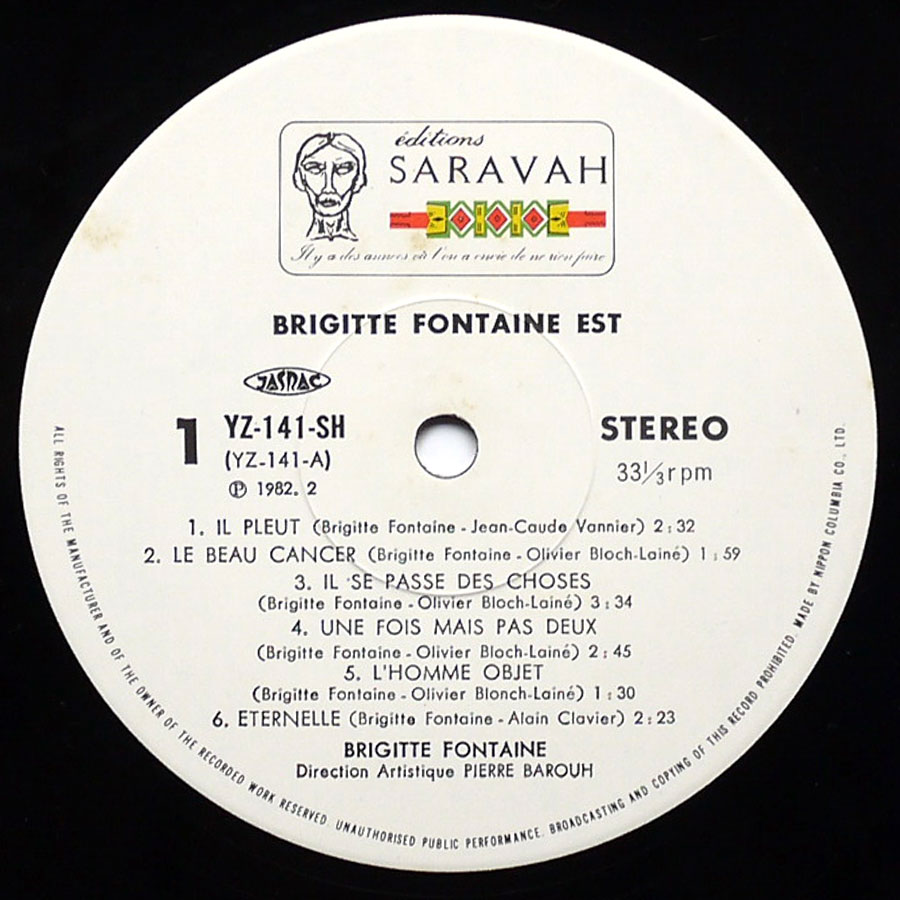 éditions
SARAVAH
Il y a des années où l'on a envie de ne rien faire
BRIGITTE FONTAINE EST
JASRAC
1
YZ-141-SH
(YZ-141-A)
Ⓟ 1982. 2
STEREO
33 1/3 rpm
1. IL PLEUT (Brigitte Fontaine - Jean-Caude Vannier) 2:32
2. LE BEAU CANCER (Brigitte Fontaine - Olivier Bloch-Lainé) 1:59
3. IL SE PASSE DES CHOSES
(Brigitte Fontaine - Olivier Bloch-Lainé) 3:34
4. UNE FOIS MAIS PAS DEUX
(Brigitte Fontaine - Olivier Bloch-Lainé) 2:45
5. L'HOMME OBJET
(Brigitte Fontaine - Olivier Blonch-Lainé) 1:30
6. ETERNELLE (Brigitte Fontaine - Alain Clavier) 2:23
BRIGITTE FONTAINE
Direction Artistique PIERRE BAROUH
ALL RIGHTS OF THE MANUFACTURER AND OF THE OWNER OF THE RECORDED WORK RESERVED. UNAUTHORISED PUBLIC PERFORMANCE. BROADCASTING AND COPYING OF THIS RECORD PROHIBITED. MADE BY NIPPON COLUMBIA CO., LTD.